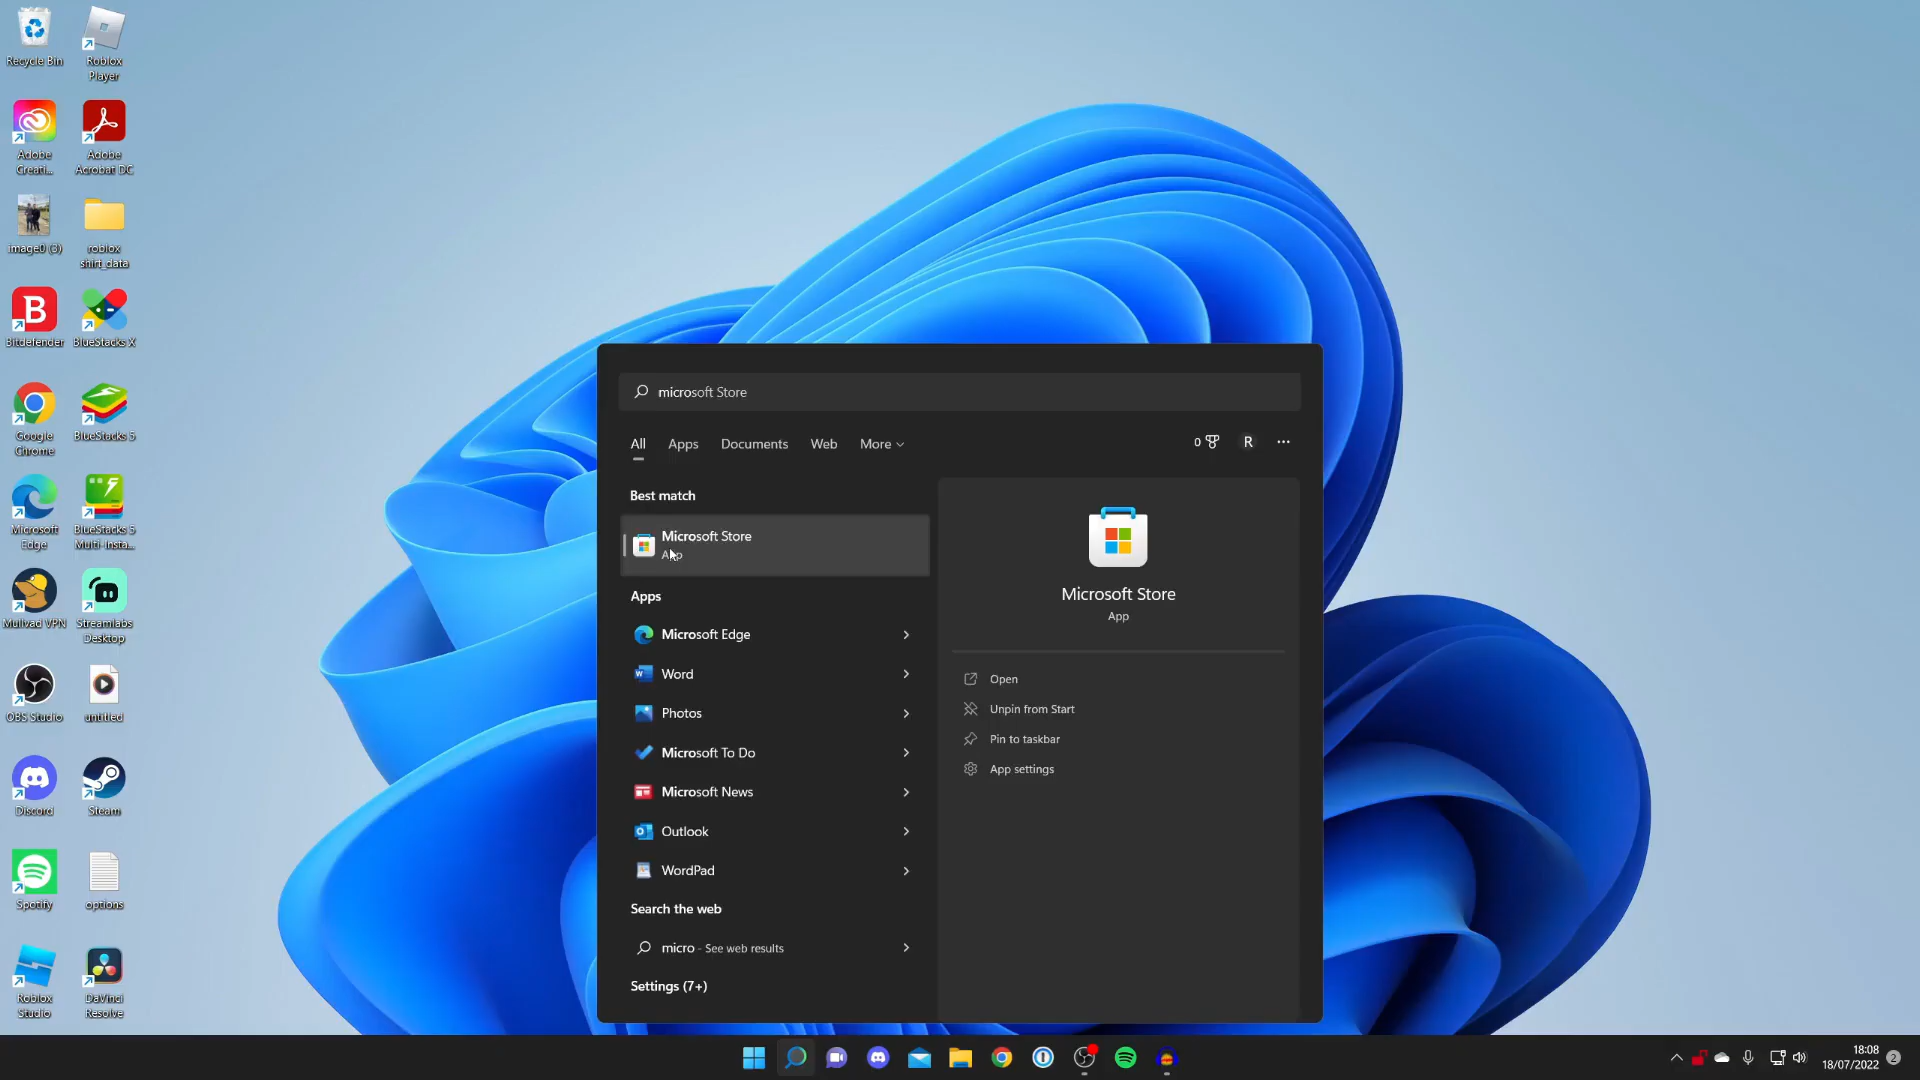 Recycle Bin
Roblox
Player
Adobe
Creati...
Adobe
Acrobat DC
image0 (3)
roblox
shirt_data
Bitdefender
BlueStacks X
Google
Chrome
BlueStacks 5
Microsoft
Edge
BlueStacks 5
Multi-Insta...
Mullvad VPN
Streamlabs
Desktop
OBS Studio
untitled
Discord
Steam
Spotify
options
Roblox
Studio
DaVinci
Resolve
microsoft Store
All
Apps
Documents
Web
More
0
R
Best match
Microsoft Store
App
Apps
Microsoft Edge
Word
Photos
Microsoft To Do
Microsoft News
Outlook
WordPad
Search the web
micro - See web results
Settings (7+)
Microsoft Store
App
Open
Unpin from Start
Pin to taskbar
App settings
18:08
18/07/2022
2